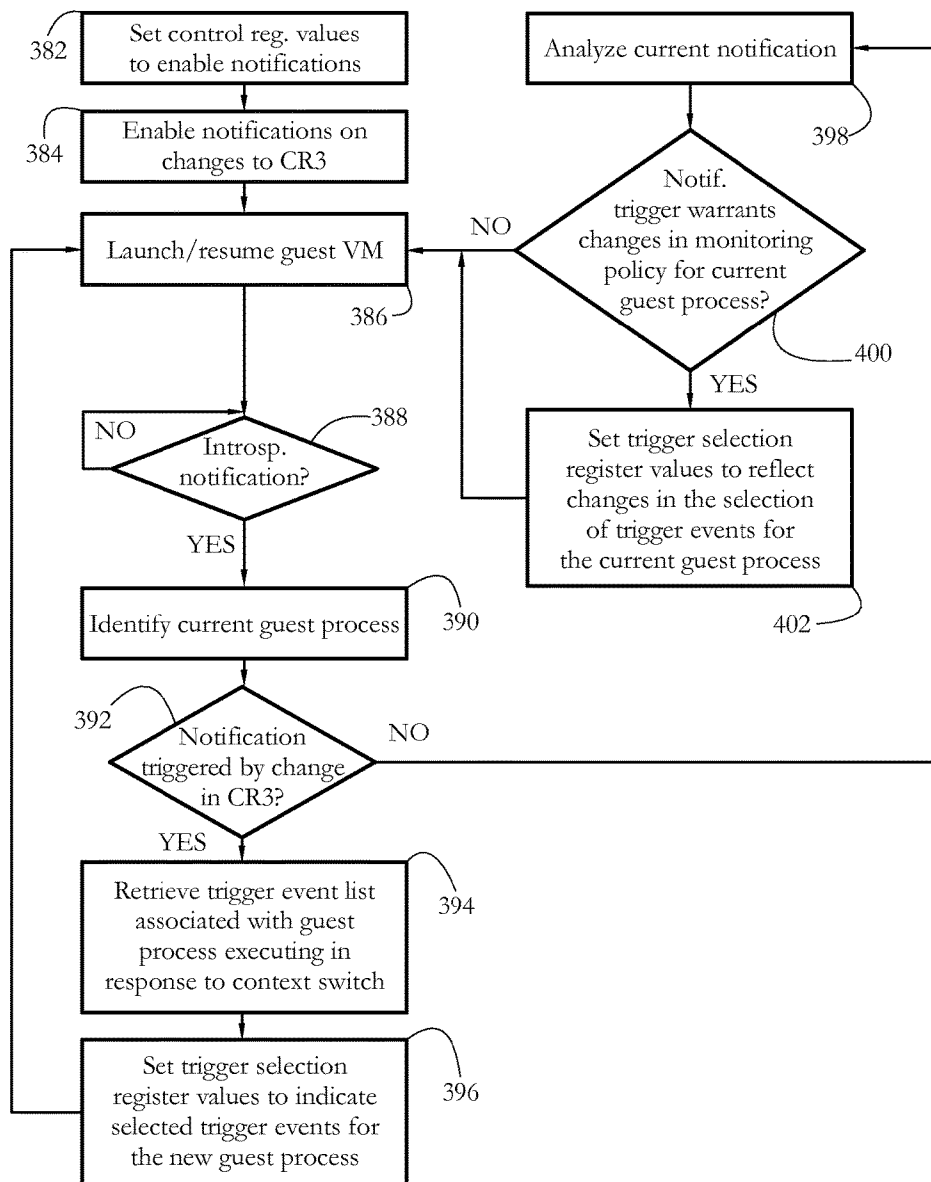 382
Set control reg. values
to enable notifications
384
Enable notifications on
changes to CR3
Launch/resume guest VM
386
NO
Introsp.
notification?
388
YES
Identify current guest process
390
392
Notification
triggered by change
in CR3?
NO
YES
Retrieve trigger event list
associated with guest
process executing in
response to context switch
394
Set trigger selection
register values to indicate
selected trigger events for
the new guest process
396
Analyze current notification
398
Notif.
trigger warrants
changes in monitoring
policy for current
guest process?
NO
400
YES
Set trigger selection
register values to reflect
changes in the selection
of trigger events for
the current guest process
402